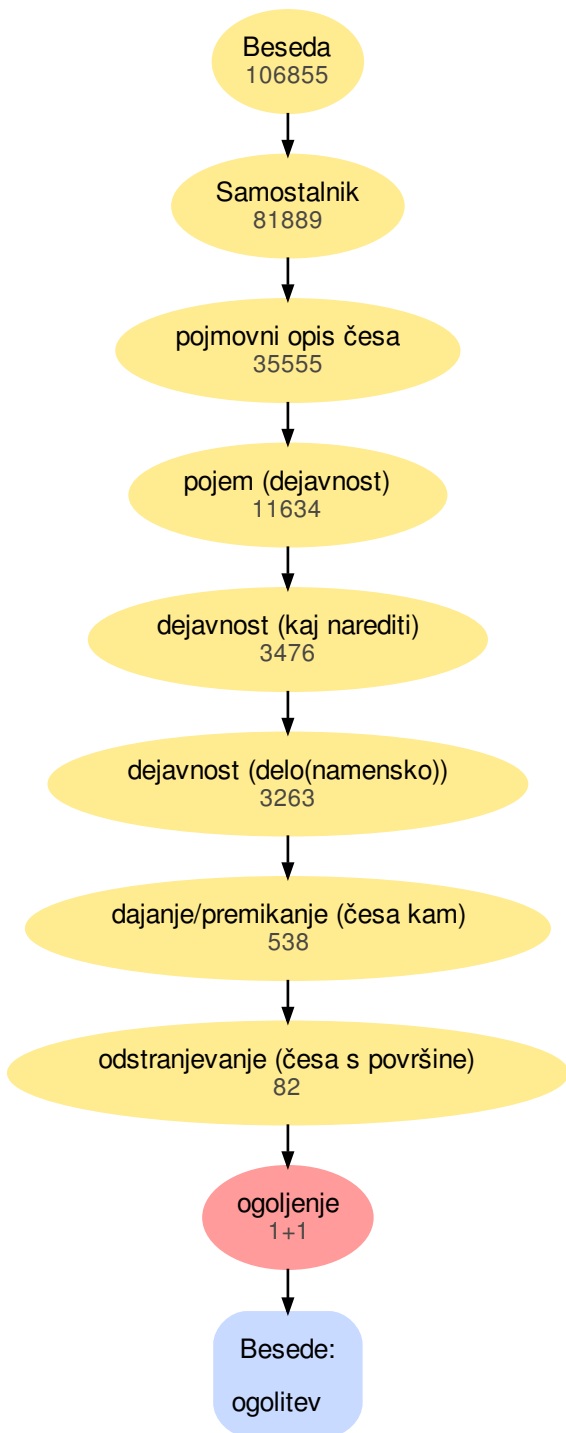 Beseda
106855
Samostalnik
81889
pojmovni opis česa
35555
pojem (dejavnost)
11634
dejavnost (kaj narediti)
3476
dejavnost (delo(namensko))
3263
dajanje/premikanje (česa kam)
538
odstranjevanje (česa s površine)
82
ogoljenje
1+1
Besede:
ogolitev